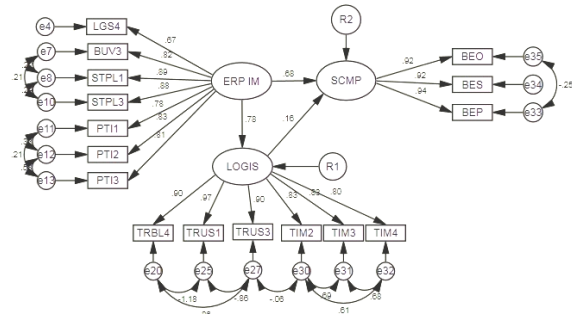 R2
e4
LGS4
.67
e7
BUV3
.82
.21
e8
STPL1
.89
ERP IM
.68
SCMP
.92
BEO
e35
.88
.92
BES
e34
-.25
e10
STPL3
.78
.94
BEP
e33
e11
PTI1
.83
.81
.21
e12
PTI2
.78
.16
e13
PTI3
LOGIS
R1
.90
.97
.90
.83
.83
.80
TRBL4
TRUS1
TRUS3
TIM2
TIM3
TIM4
e20
e25
e27
e30
e31
e32
-1.18
-.86
-.06
.69
.68
.61